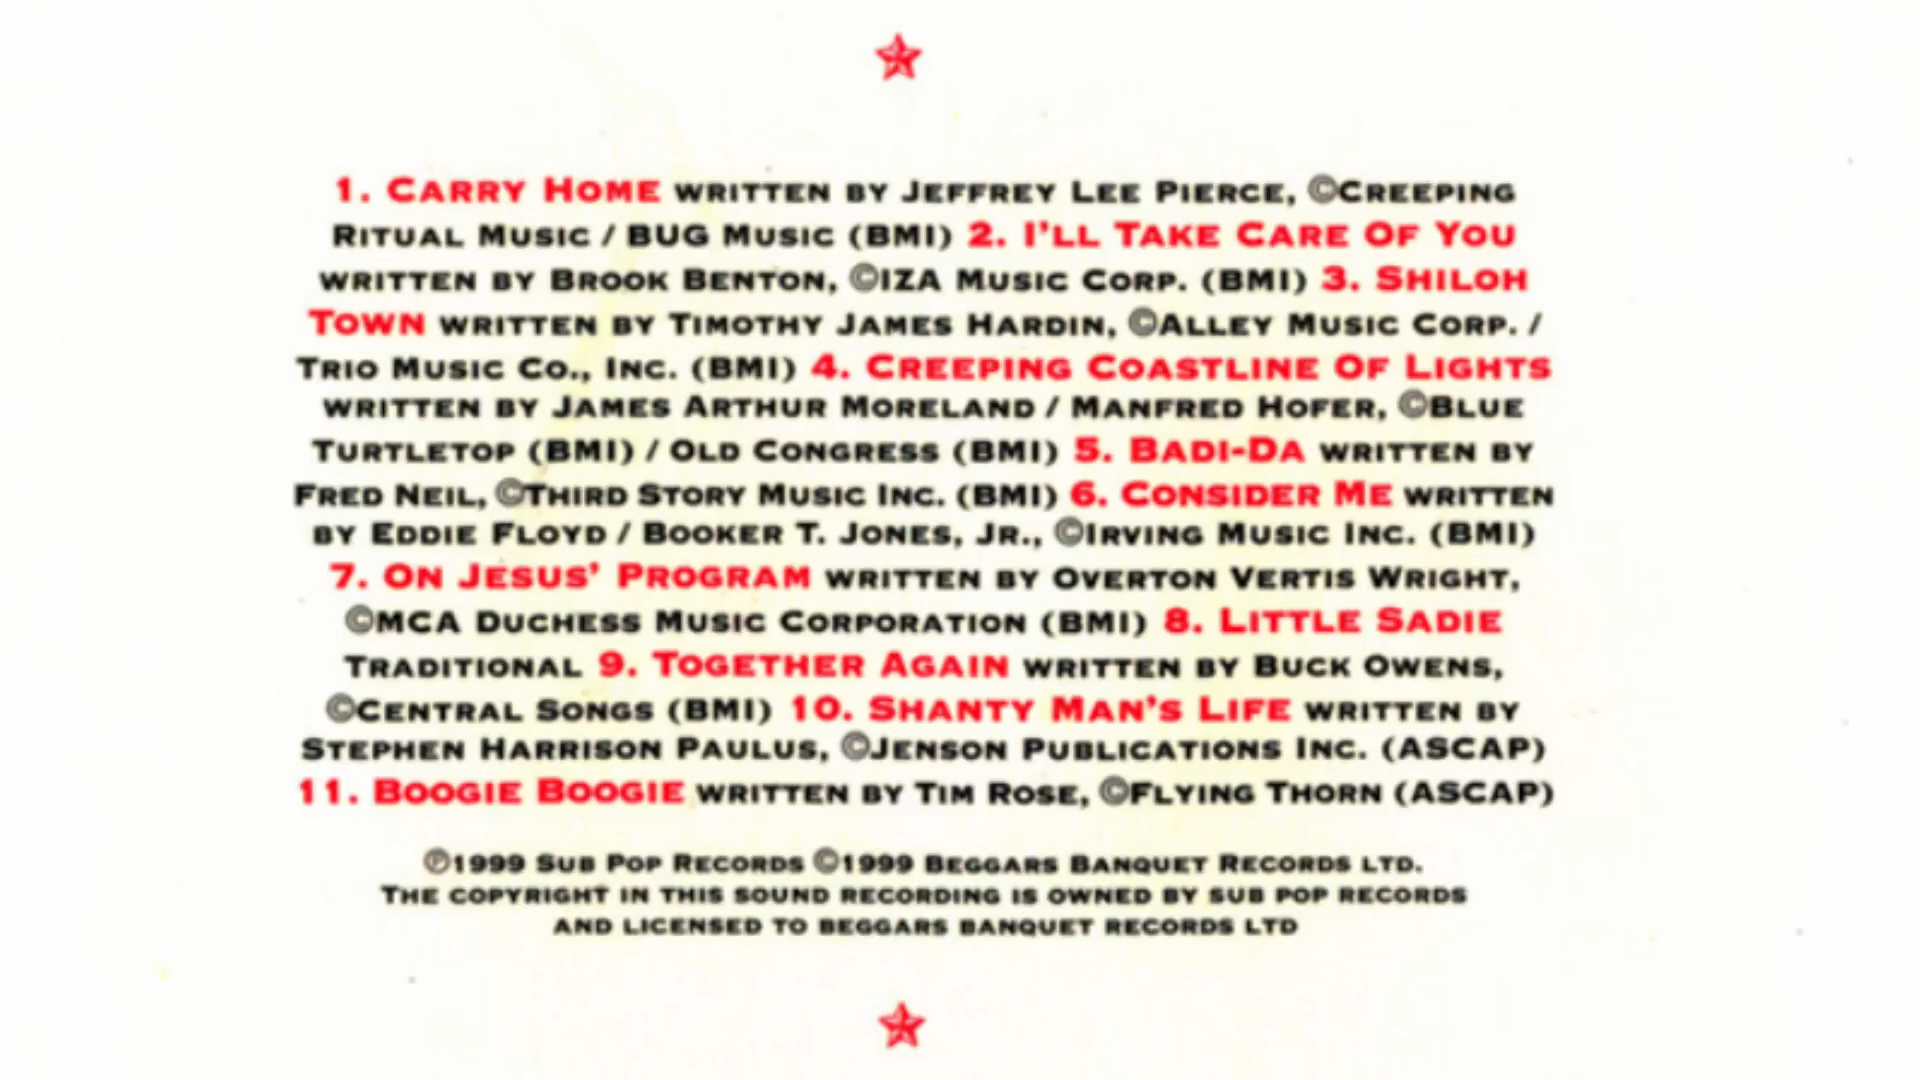 1. Carry Home written by Jeffrey Lee Pierce, ©Creeping
Ritual Music / BUG Music (BMI) 2. I'll Take Care Of You
written by Brook Benton, ©IZA Music Corp. (BMI) 3. Shiloh
Town written by Timothy James Hardin, ©Alley Music Corp. /
Trio Music Co., Inc. (BMI) 4. Creeping Coastline Of Lights
written by James Arthur Moreland / Manfred Hofer, ©Blue
Turtletop (BMI) / Old Congress (BMI) 5. Badi-Da written by
Fred Neil, ©Third Story Music Inc. (BMI) 6. Consider Me written
by Eddie Floyd / Booker T. Jones, Jr., ©Irving Music Inc. (BMI)
7. On Jesus' Program written by Overton Vertis Wright,
©MCA Duchess Music Corporation (BMI) 8. Little Sadie
Traditional 9. Together Again written by Buck Owens,
©Central Songs (BMI) 10. Shanty Man's Life written by
Stephen Harrison Paulus, ©Jenson Publications Inc. (ASCAP)
11. Boogie Boogie written by Tim Rose, ©Flying Thorn (ASCAP)
℗1999 Sub Pop Records ©1999 Beggars Banquet Records ltd.
The copyright in this sound recording is owned by sub pop records
and licensed to beggars banquet records ltd